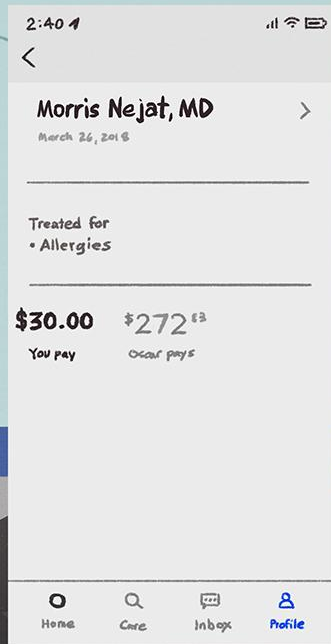 2:40
Morris Nejat, MD
March 26, 2018
Treated for
• Allergies
$30.00 $272 83
You pay Oscar pays
Home Care Inbox Profile